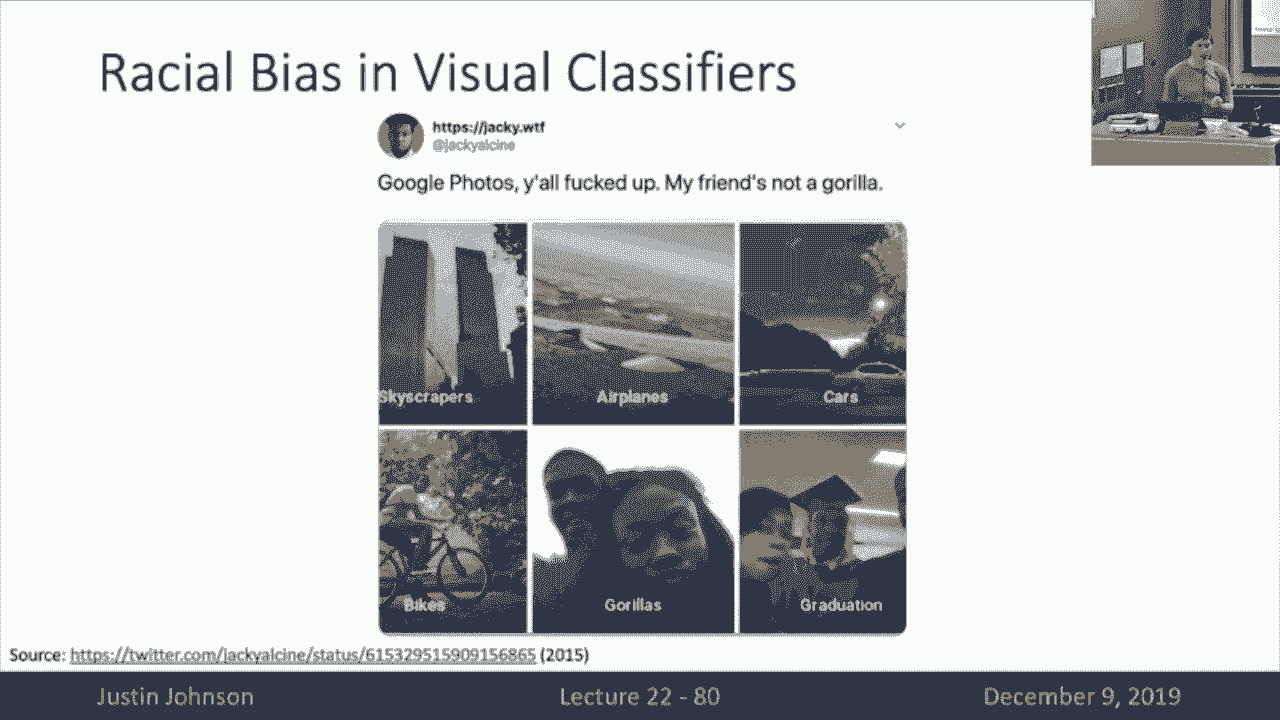 Racial Bias in Visual Classifiers
https://jacky.wtf
@jackyalcine
Google Photos, y'all fucked up. My friend's not a gorilla.
Skyscrapers
Airplanes
Cars
Bikes
Gorillas
Graduation
Source: https://twitter.com/jackyalcine/status/615329515909156865 (2015)
Justin Johnson
Lecture 22 - 80
December 9, 2019